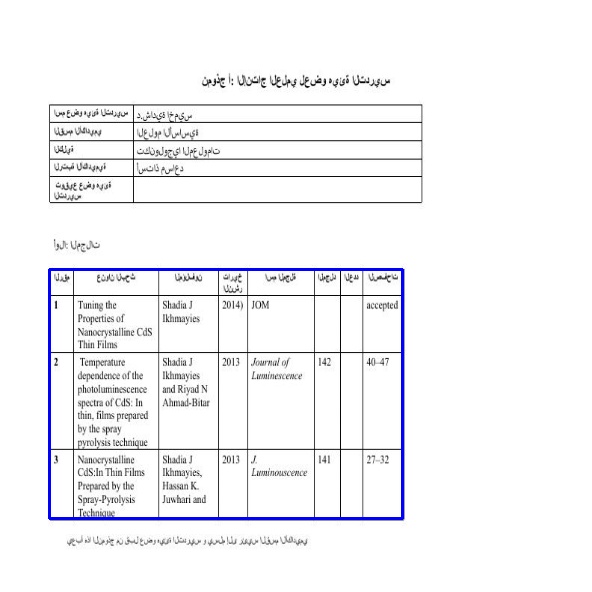 نموذج أ: الانتاج العلمي لعضو هيئة التدريس
اسم عضو هيئة التدريس د.شادية اخميس
القسم الأكاديمي العلوم الأساسية
الكلية تكنولوجيا المعلومات
الرتبة الأكاديمية أستاذ مساعد
توقيع عضو هيئة
التدريس
أولا: المجلات
الرقم عنوان البحث المؤلفون تاريخ اسم المجلة المجلد العدد الصفحات
النشر
1 Tuning the Shadia J 2014) JOM accepted
Properties of Ikhmayies
Nanocrystalline CdS
Thin Films
2 Temperature Shadia J 2013 Journal of 142 40–47
dependence of the Ikhmayies Luminescence
photoluminescence and Riyad N
spectra of CdS: In Ahmad-Bitar
thin, films prepared
by the spray
pyrolysis technique
3 Nanocrystalline Shadia J 2013 J. 141 27–32
CdS:In Thin Films Ikhmayies, Luminouscence
Prepared by the Hassan K.
Spray-Pyrolysis Juwhari and
Technique
يعبأ هذا النموذج من قبل عضو هيئة التدريس و يسلم إلى رئيس القسم الأكاديمي